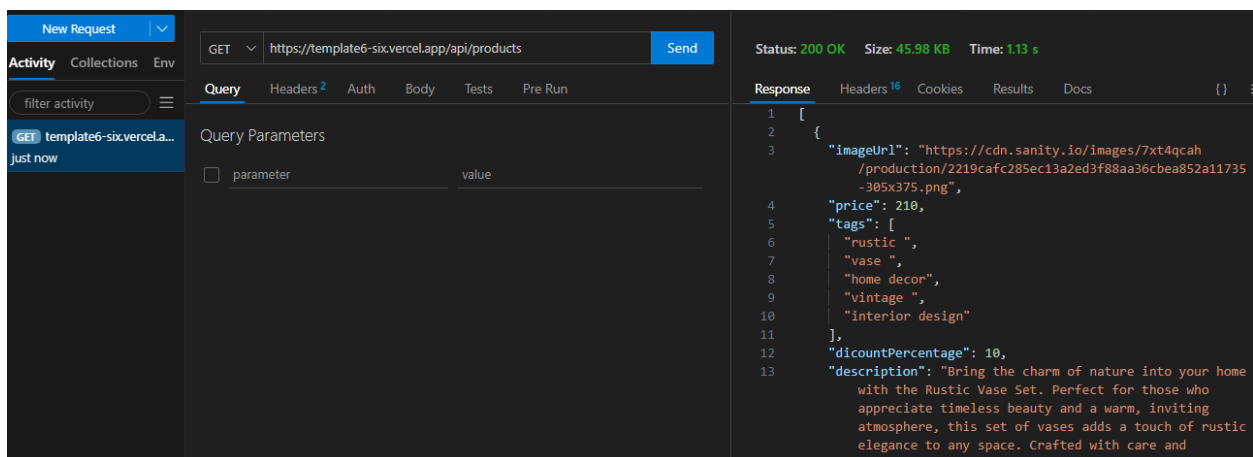 New Request
Activity Collections Env
filter activity
GET template6-six.vercel.a...
just now
GET https://template6-six.vercel.app/api/products Send
Query Headers 2 Auth Body Tests Pre Run
Query Parameters
parameter value
Status: 200 OK Size: 45.98 KB Time: 1.13 s
Response Headers 16 Cookies Results Docs { }
1 [
2 {
3 "imageUrl": "https://cdn.sanity.io/images/7xt4qcah
/production/2219cafc285ec13a2ed3f88aa36cbea852a11735
-305x375.png",
4 "price": 210,
5 "tags": [
6 "rustic ",
7 "vase ",
8 "home decor",
9 "vintage ",
10 "interior design"
11 ],
12 "dicountPercentage": 10,
13 "description": "Bring the charm of nature into your home
with the Rustic Vase Set. Perfect for those who
appreciate timeless beauty and a warm, inviting
atmosphere, this set of vases adds a touch of rustic
elegance to any space. Crafted with care and